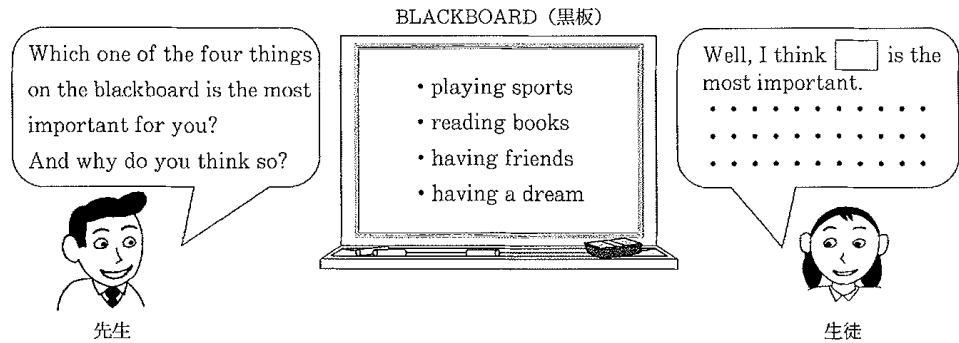 BLACKBOARD（黒板）
Which one of the four things
on the blackboard is the most
important for you?
And why do you think so?
・playing sports
・reading books
・having friends
・having a dream
Well, I think □ is the
most important.
・・・・・・・・・・・
・・・・・・・・・・・
・・・・・・・・・・・
先生
生徒